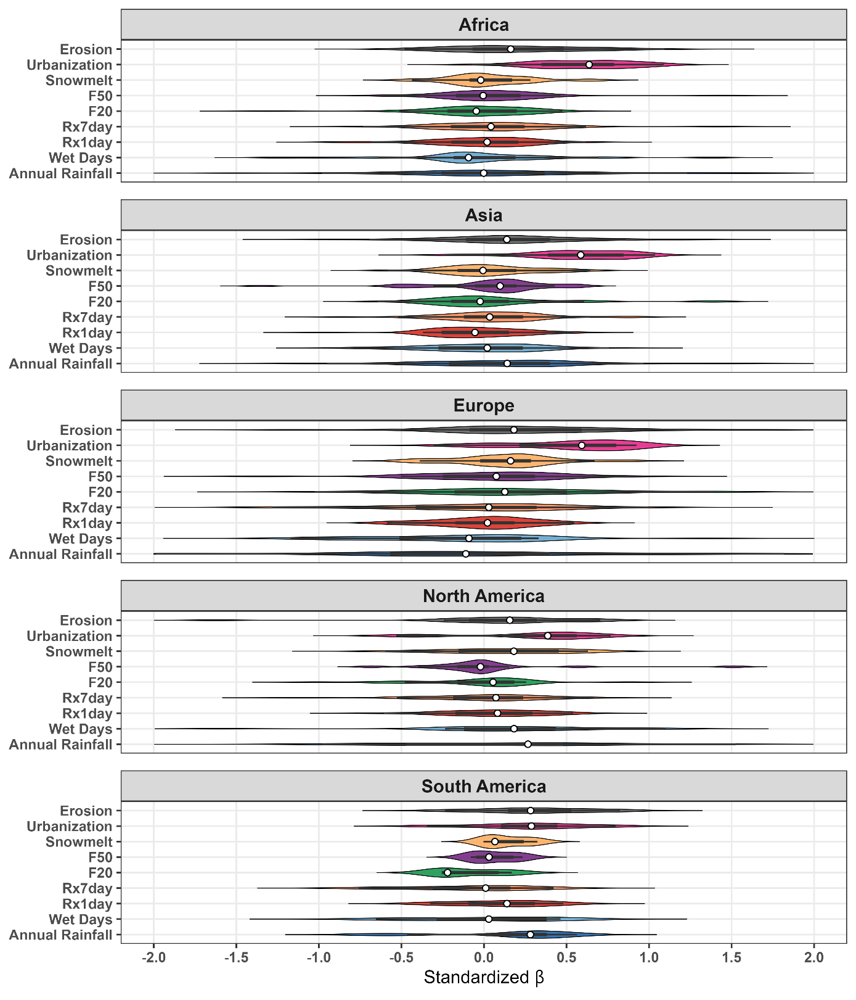 Africa
Erosion
Urbanization
Snowmelt
F50
F20
Rx7day
Rx1day
Wet Days
Annual Rainfall
Asia
Erosion
Urbanization
Snowmelt
F50
F20
Rx7day
Rx1day
Wet Days
Annual Rainfall
Europe
Erosion
Urbanization
Snowmelt
F50
F20
Rx7day
Rx1day
Wet Days
Annual Rainfall
North America
Erosion
Urbanization
Snowmelt
F50
F20
Rx7day
Rx1day
Wet Days
Annual Rainfall
South America
Erosion
Urbanization
Snowmelt
F50
F20
Rx7day
Rx1day
Wet Days
Annual Rainfall
-2.0 -1.5 -1.0 -0.5 0.0 0.5 1.0 1.5 2.0
Standardized β